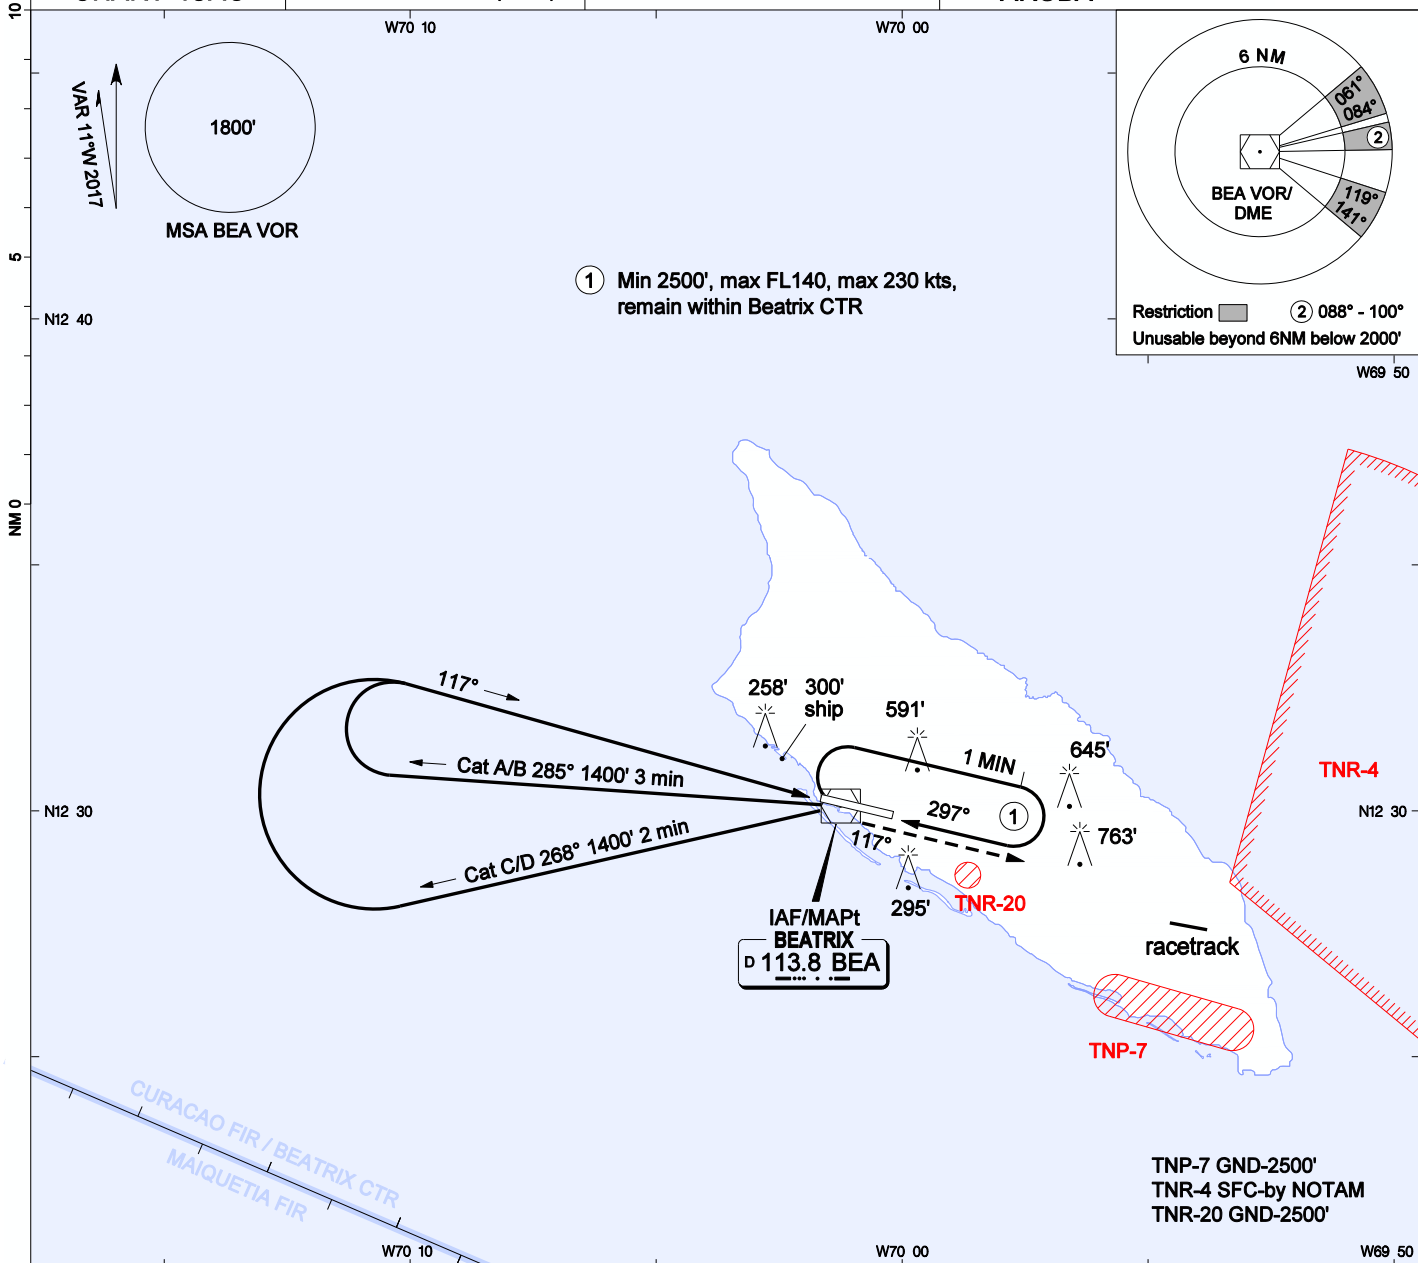 10
W70 10
W70 00
VAR 11°W 2017
1800'
MSA BEA VOR
6 NM
061°
084°
2
119°
141°
BEA VOR/
DME
Restriction
2 088° - 100°
Unusable beyond 6NM below 2000'
W69 50
5
1 Min 2500', max FL140, max 230 kts,
remain within Beatrix CTR
N12 40
NM 0
117°
258'
300'
ship
591'
1 MIN
645'
TNR-4
Cat A/B 285° 1400' 3 min
N12 30
297°
1
N12 30
763'
Cat C/D 268° 1400' 2 min
117°
295'
TNR-20
IAF/MAPt
BEATRIX
D 113.8 BEA
racetrack
TNP-7
CURACAO FIR / BEATRIX CTR
MAIQUETIA FIR
TNP-7 GND-2500'
TNR-4 SFC-by NOTAM
TNR-20 GND-2500'
W70 10
W70 00
W69 50